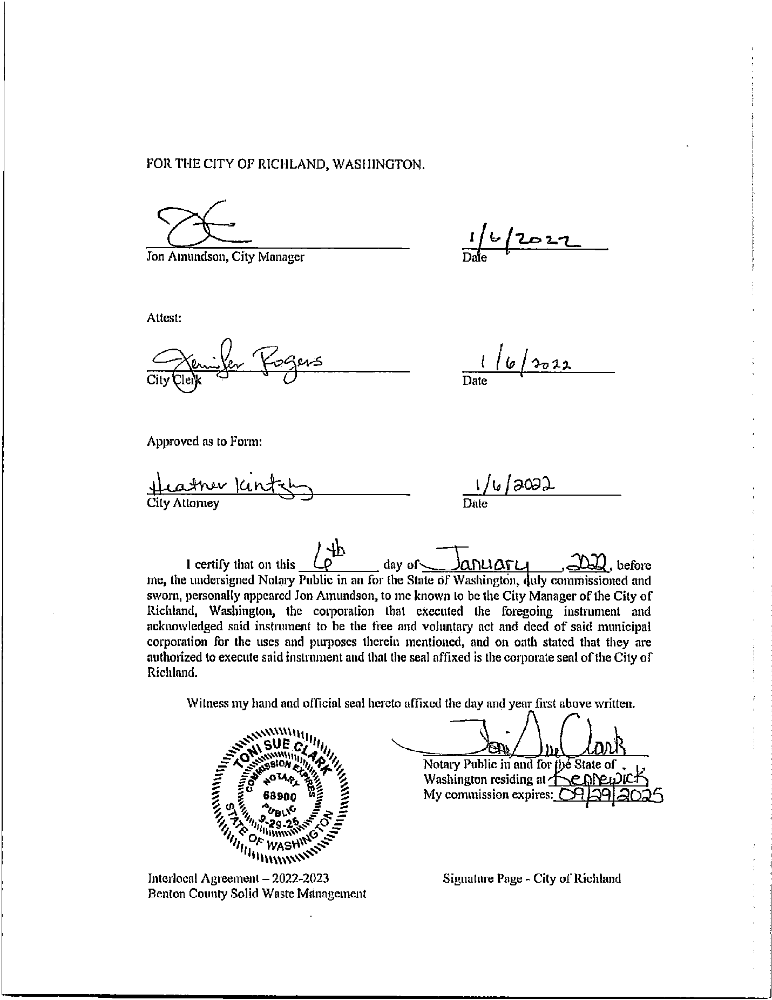 FOR THE CITY OF RICHLAND, WASHINGTON.
1/6/2022
Jon Amundson, City Manager Date
Attest:
Jennifer Rogers 1/6/2022
City Clerk Date
Approved as to Form:
Heather Kintzley 1/6/2022
City Attorney Date
I certify that on this 6th day of January, 2022, before
me, the undersigned Notary Public in an for the State of Washington, duly commissioned and
sworn, personally appeared Jon Amundson, to me known to be the City Manager of the City of
Richland, Washington, the corporation that executed the foregoing instrument and
acknowledged said instrument to be the free and voluntary act and deed of said municipal
corporation for the uses and purposes therein mentioned, and on oath stated that they are
authorized to execute said instrument and that the seal affixed is the corporate seal of the City of
Richland.
Witness my hand and official seal hereto affixed the day and year first above written.
Toni Sue Clark
Notary Public in and for the State of
Washington residing at Kennewick
My commission expires: 09/29/2025
TONI SUE CLARK
COMMISSION EXPIRES
NOTARY
68900
PUBLIC
9-29-25
STATE OF WASHINGTON
Interlocal Agreement – 2022-2023 Signature Page - City of Richland
Benton County Solid Waste Management